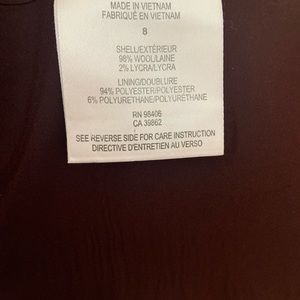 MADE IN VIETNAM
FABRIQUÉ EN VIETNAM
8
SHELL/EXTÉRIEUR
98% WOOL/LAINE
2% LYCRA/LYCRA
LINING/DOUBLURE
94% POLYESTER/POLYESTER
6% POLYURETHANE/POLYURÉTHANE
RN 98406
CA 39862
SEE REVERSE SIDE FOR CARE INSTRUCTION
DIRECTIVE D'ENTRETIEN AU VERSO